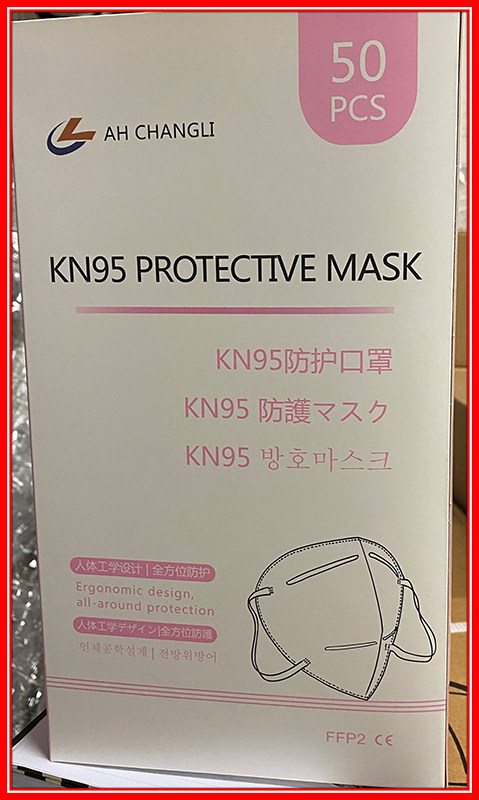 50
PCS
AH CHANGLI
KN95 PROTECTIVE MASK
KN95防护口罩
KN95 防護マスク
KN95 방호마스크
人体工学设计 | 全方位防护
Ergonomic design,
all-around protection
人体工学デザイン|全方位防護
인체공학설계 | 전방위방어
FFP2 CE